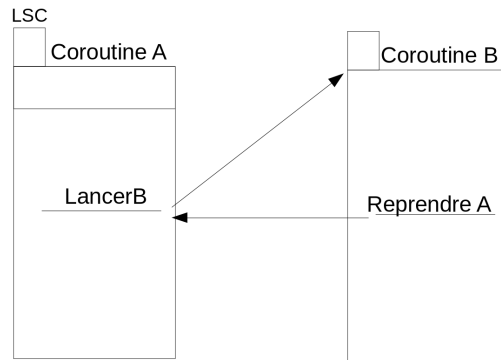 LSC
Coroutine A
Coroutine B
LancerB
Reprendre A